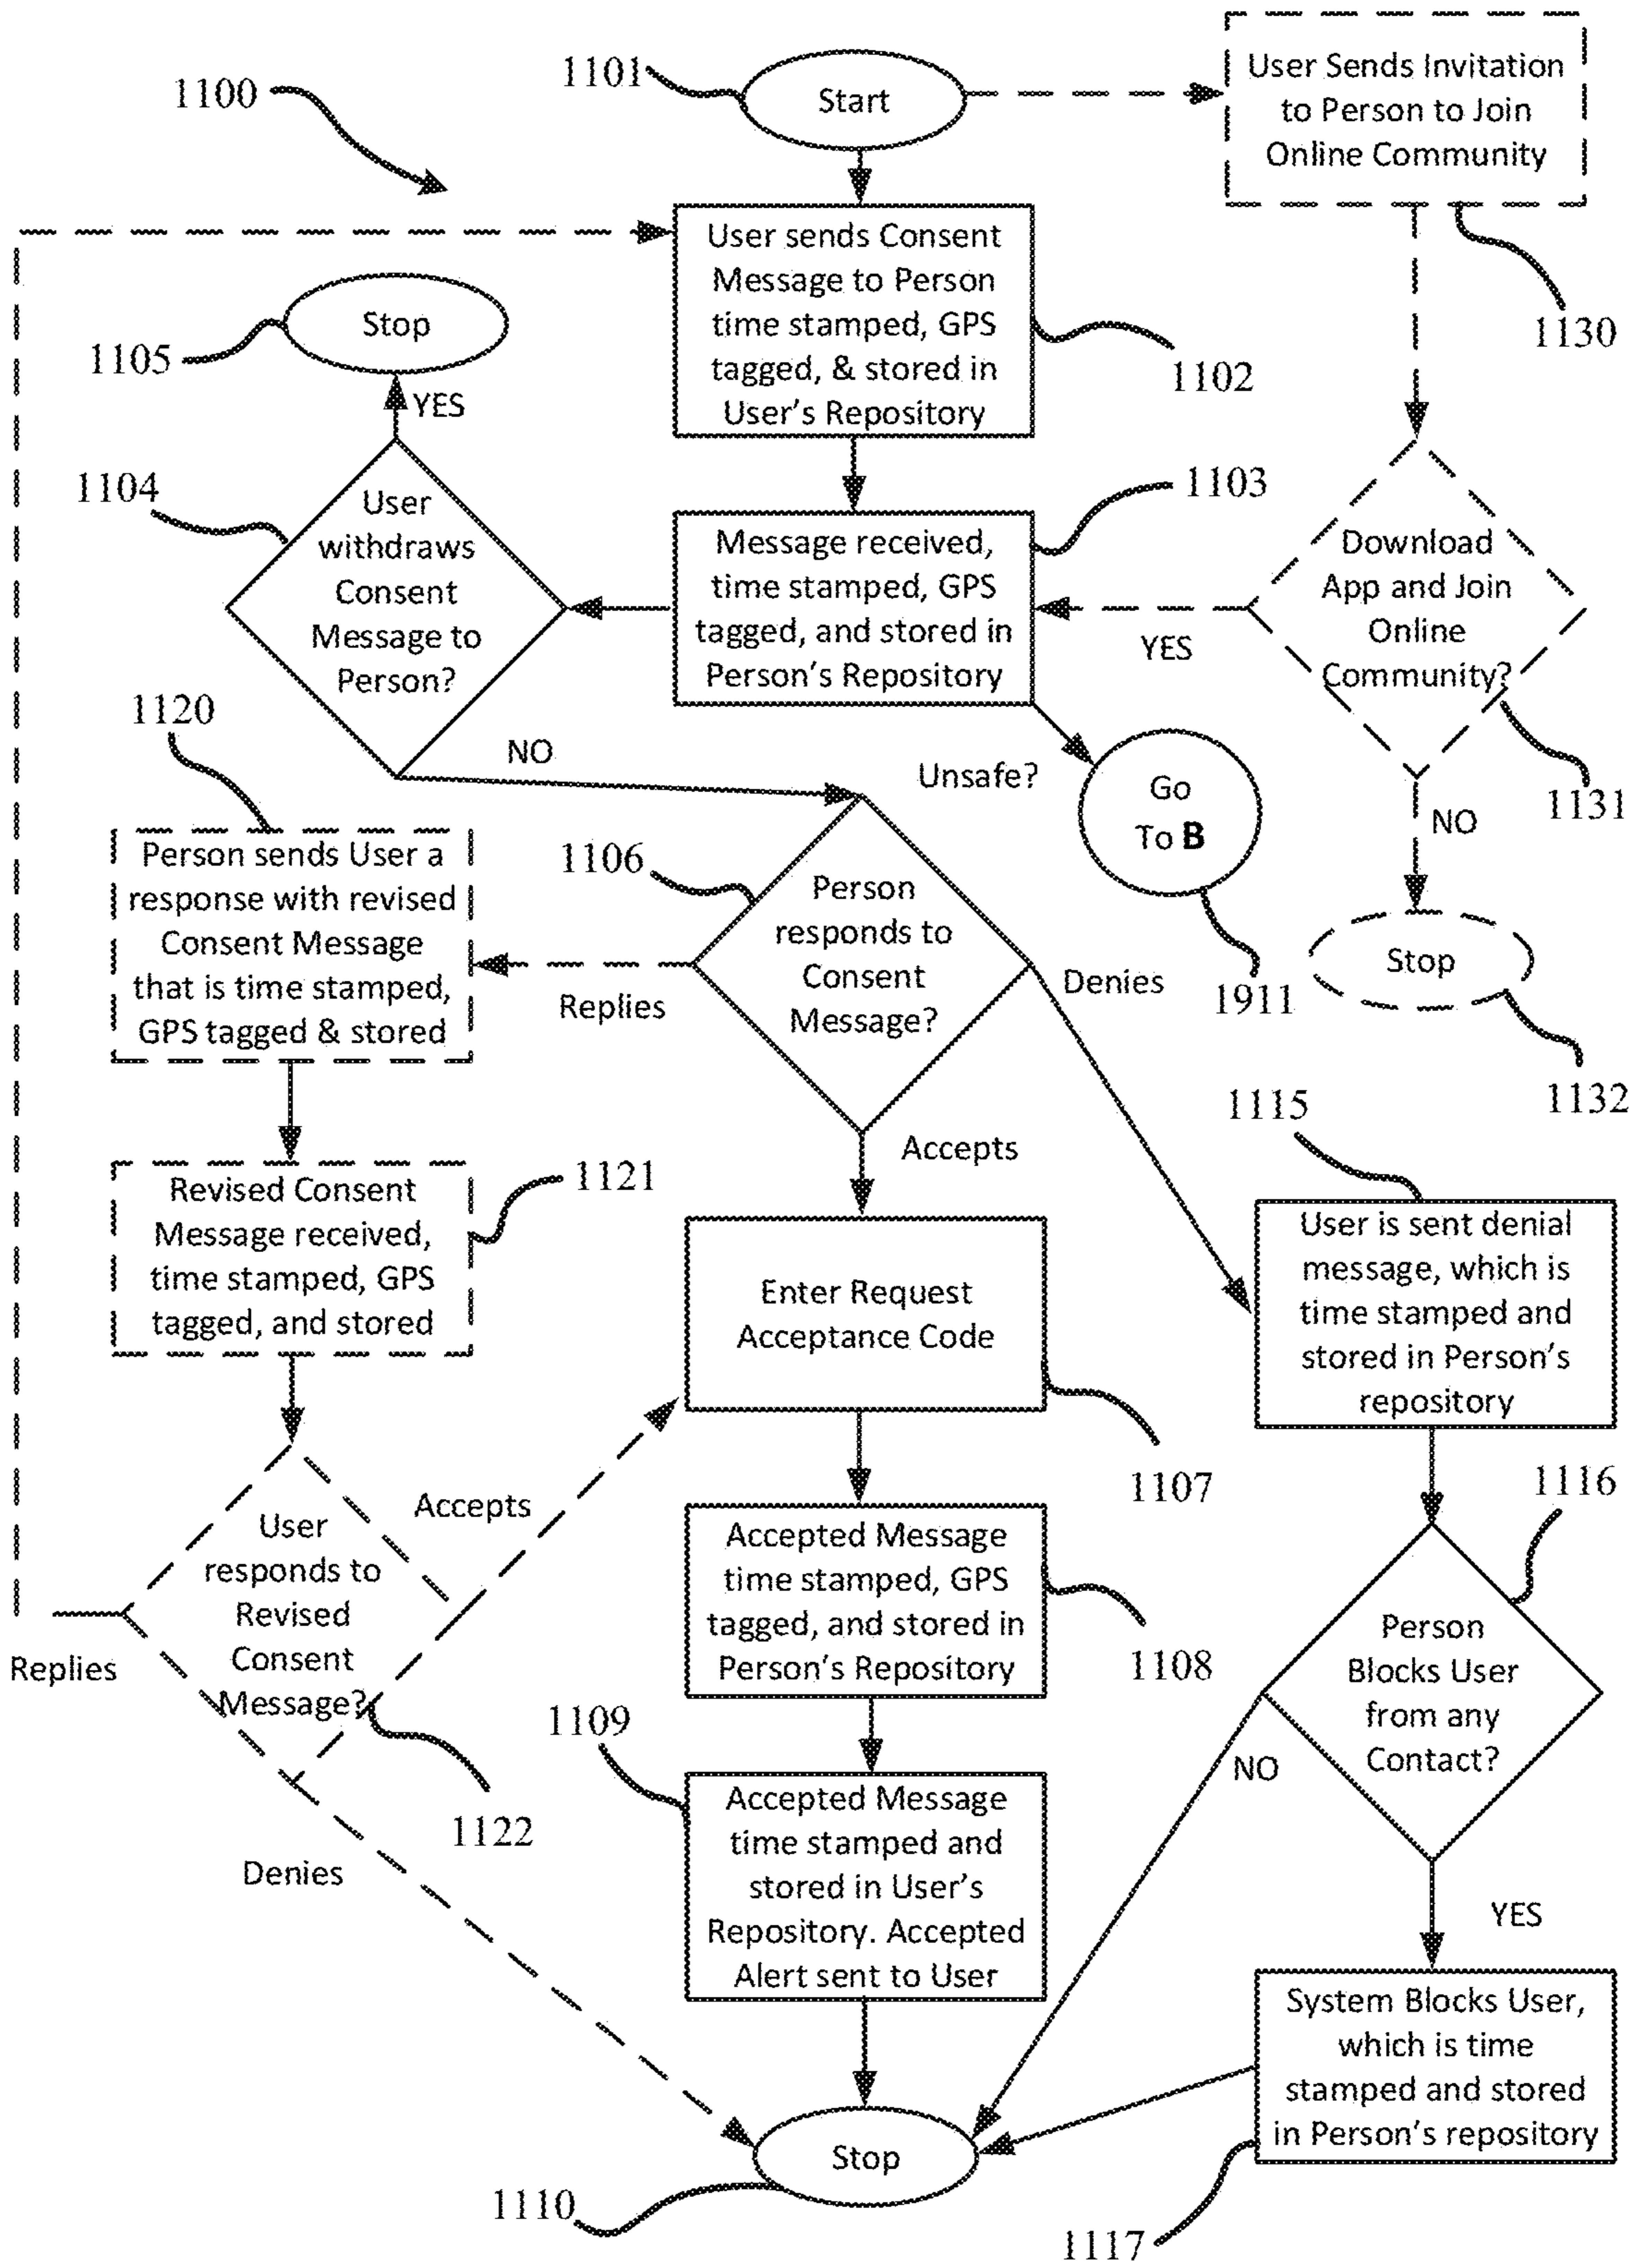 1100
1101
Start
User Sends Invitation
to Person to Join
Online Community
1130
User sends Consent
Message to Person
time stamped, GPS
tagged, & stored in
User's Repository
1102
Stop
1105
YES
1104
User
withdraws
Consent
Message to
Person?
1103
Message received,
time stamped, GPS
tagged, and stored in
Person's Repository
YES
Download
App and Join
Online
Community?
1131
NO
Stop
1132
NO
Unsafe?
Go
To B
1911
1120
Person sends User a
response with revised
Consent Message
that is time stamped,
GPS tagged & stored
1106
Person
responds to
Consent
Message?
Replies
Denies
Accepts
1121
Revised Consent
Message received,
time stamped, GPS
tagged, and stored
Enter Request
Acceptance Code
1107
1115
User is sent denial
message, which is
time stamped and
stored in Person's
repository
Accepts
User
responds to
Revised
Consent
Message?
Replies
1122
Denies
Accepted Message
time stamped, GPS
tagged, and stored in
Person's Repository
1108
1109
Accepted Message
time stamped and
stored in User's
Repository. Accepted
Alert sent to User
1116
Person
Blocks User
from any
Contact?
NO
YES
System Blocks User,
which is time
stamped and stored
in Person's repository
1117
Stop
1110